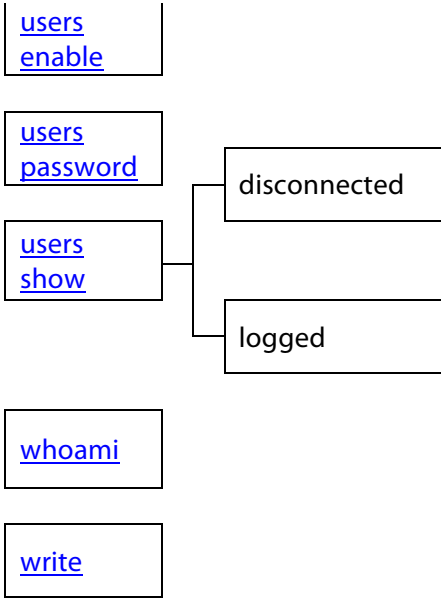 users
enable
users
password
disconnected
users
show
logged
whoami
write